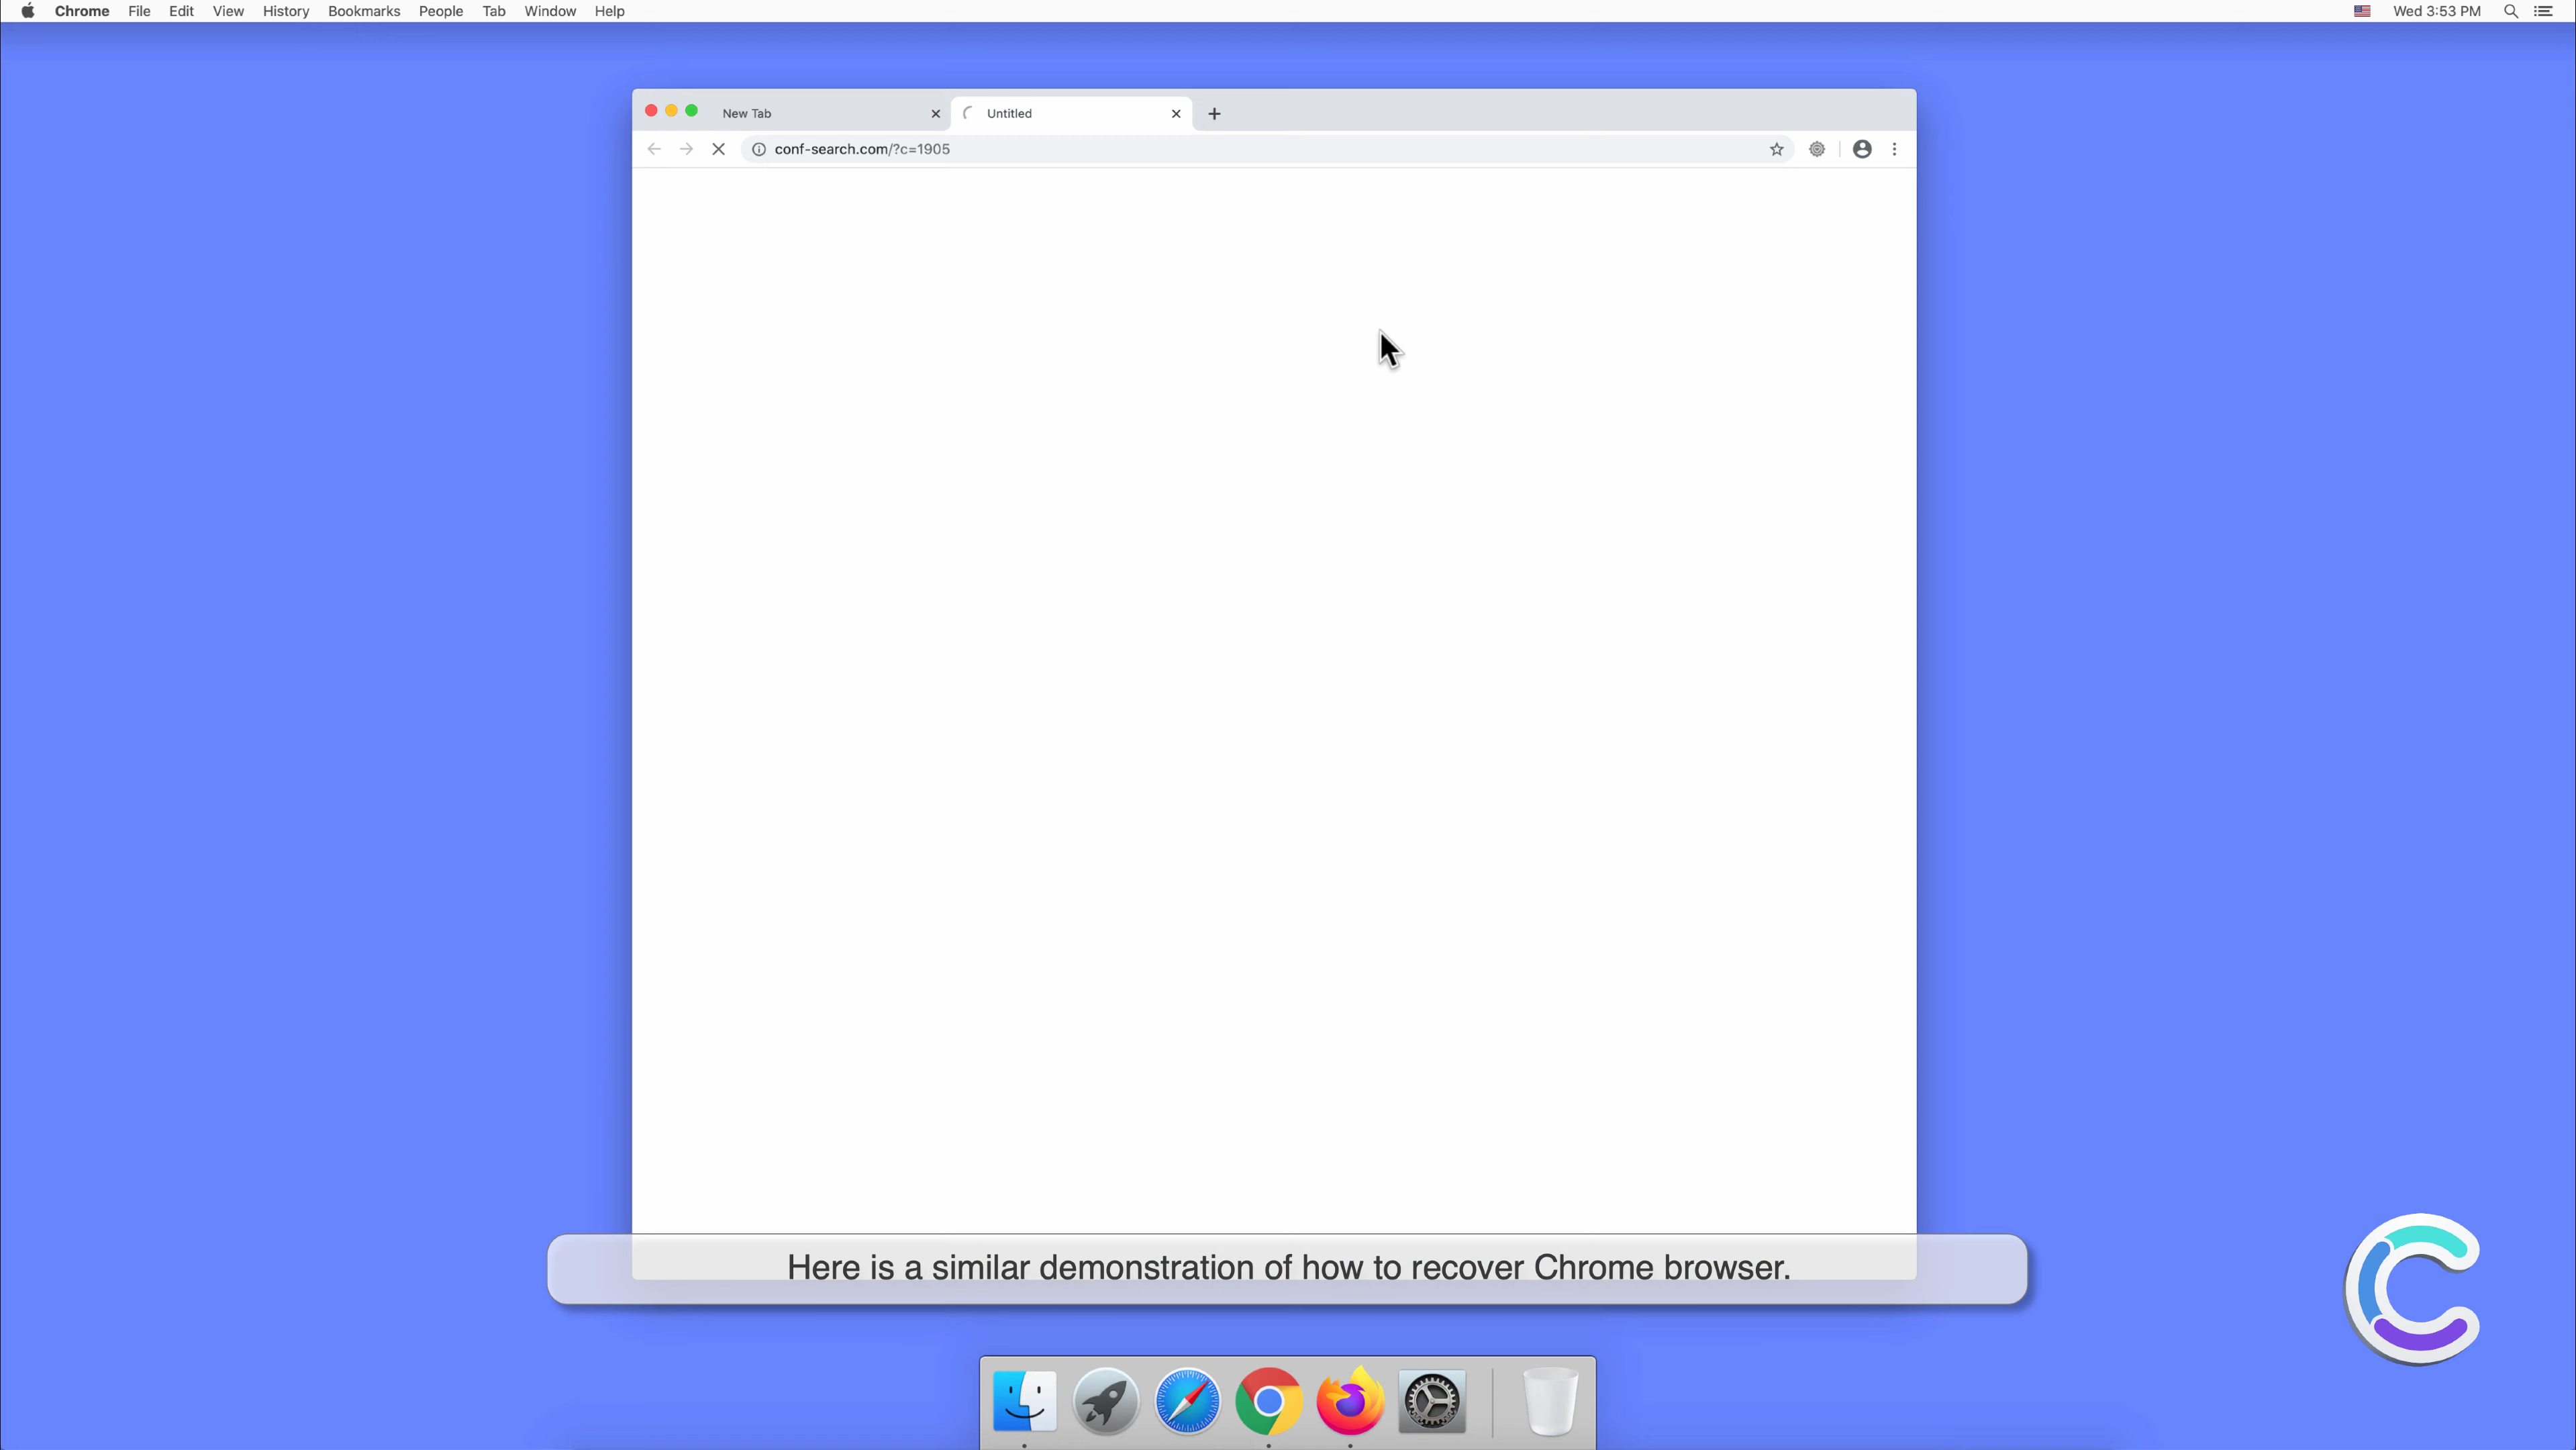 Chrome File Edit View History Bookmarks People Tab Window Help Wed 3:53 PM
New Tab Untitled
conf-search.com/?c=1905
Here is a similar demonstration of how to recover Chrome browser.